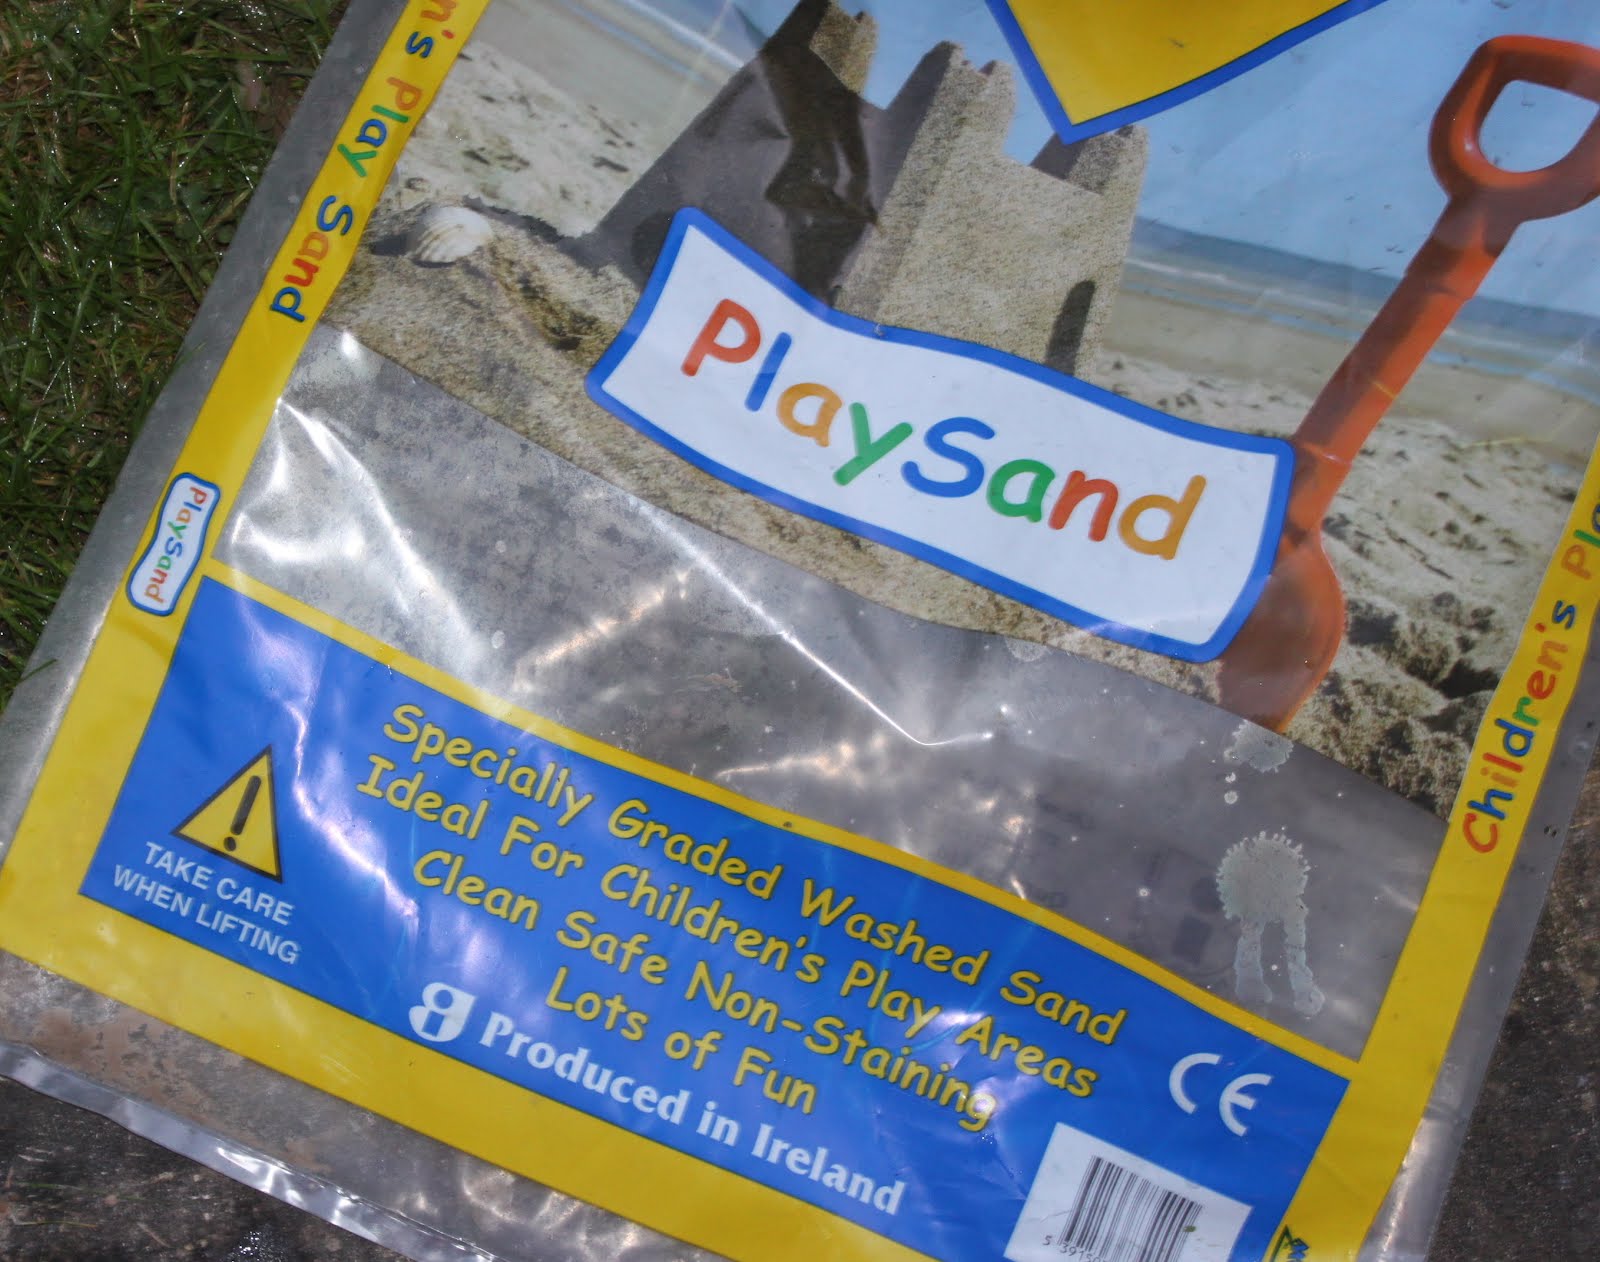 n's Play Sand
PlaySand
PlaySand
Children's Pla
TAKE CARE
WHEN LIFTING
Specially Graded Washed Sand
Ideal For Children's Play Areas
Clean Safe Non-Staining
Lots of Fun
Produced in Ireland
CE